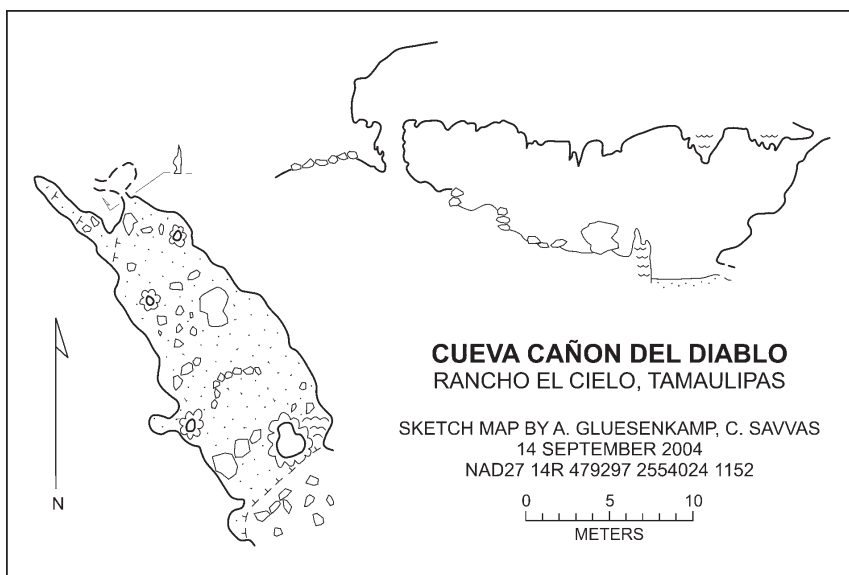 CUEVA CAÑON DEL DIABLO
RANCHO EL CIELO, TAMAULIPAS
SKETCH MAP BY A. GLUESENKAMP, C. SAVVAS
14 SEPTEMBER 2004
NAD27 14R 479297 2554024 1152
0 5 10
METERS
N